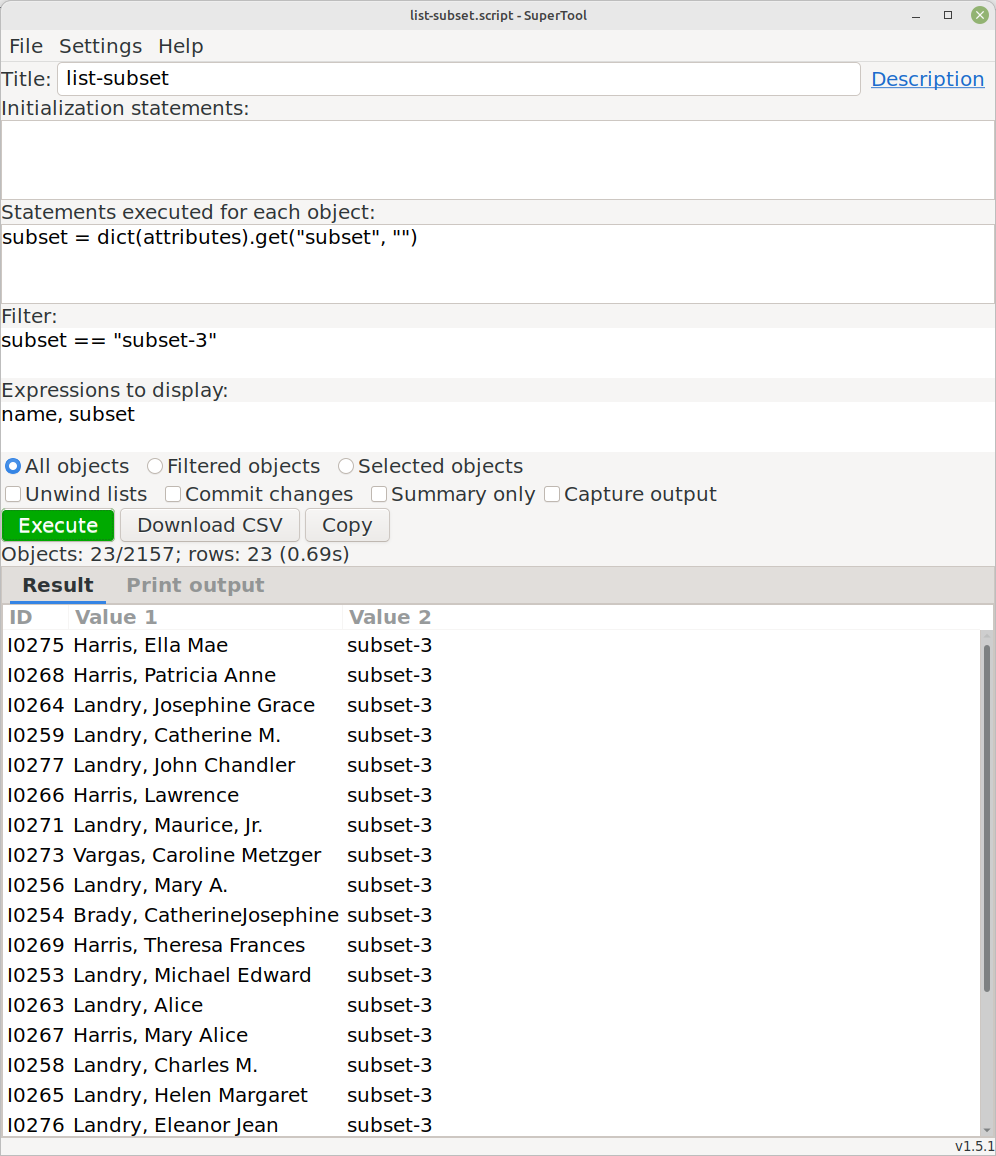 list-subset.script - SuperTool
File Settings Help
Title: list-subset Description
Initialization statements:
Statements executed for each object:
subset = dict(attributes).get("subset", "")
Filter:
subset == "subset-3"
Expressions to display:
name, subset
All objects Filtered objects Selected objects
Unwind lists Commit changes Summary only Capture output
Execute Download CSV Copy
Objects: 23/2157; rows: 23 (0.69s)
Result Print output
ID Value 1 Value 2
I0275 Harris, Ella Mae subset-3
I0268 Harris, Patricia Anne subset-3
I0264 Landry, Josephine Grace subset-3
I0259 Landry, Catherine M. subset-3
I0277 Landry, John Chandler subset-3
I0266 Harris, Lawrence subset-3
I0271 Landry, Maurice, Jr. subset-3
I0273 Vargas, Caroline Metzger subset-3
I0256 Landry, Mary A. subset-3
I0254 Brady, CatherineJosephine subset-3
I0269 Harris, Theresa Frances subset-3
I0253 Landry, Michael Edward subset-3
I0263 Landry, Alice subset-3
I0267 Harris, Mary Alice subset-3
I0258 Landry, Charles M. subset-3
I0265 Landry, Helen Margaret subset-3
I0276 Landry, Eleanor Jean subset-3
v1.5.1